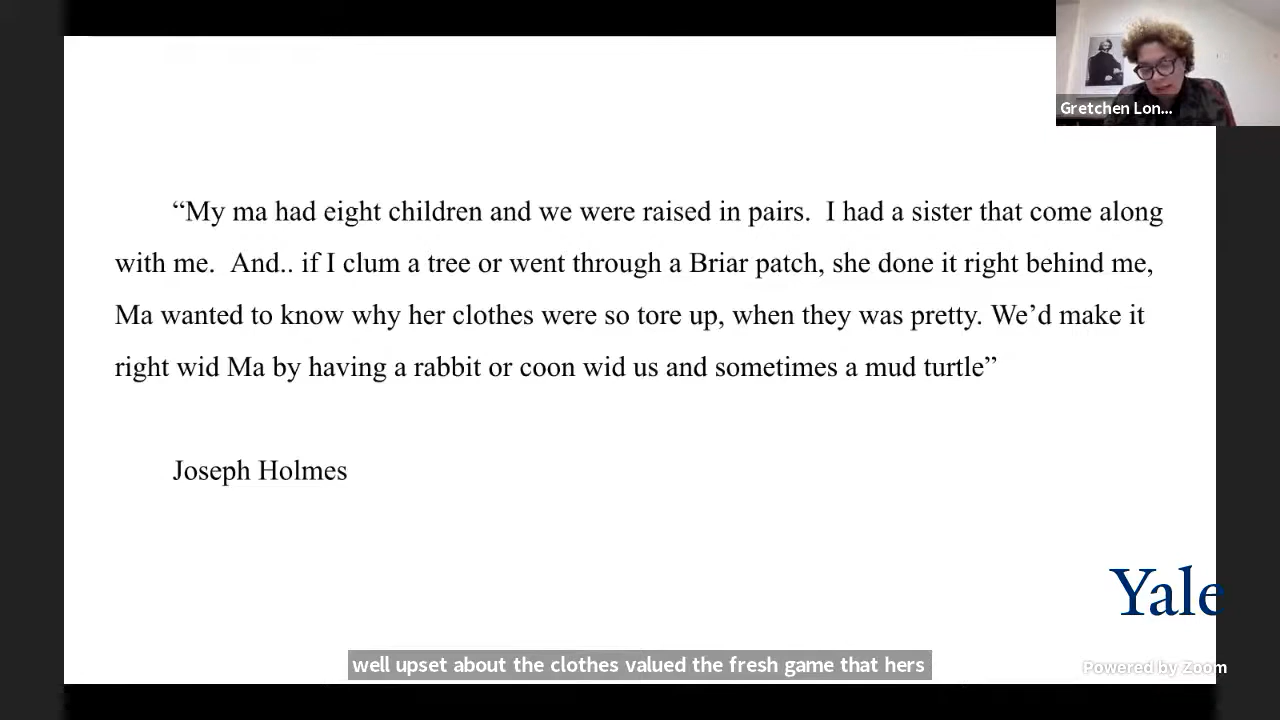 Gretchen Lon...
“My ma had eight children and we were raised in pairs. I had a sister that come along
with me. And.. if I clum a tree or went through a Briar patch, she done it right behind me,
Ma wanted to know why her clothes were so tore up, when they was pretty. We’d make it
right wid Ma by having a rabbit or coon wid us and sometimes a mud turtle”
Joseph Holmes
Yale
well upset about the clothes valued the fresh game that hers
Powered by Zoom